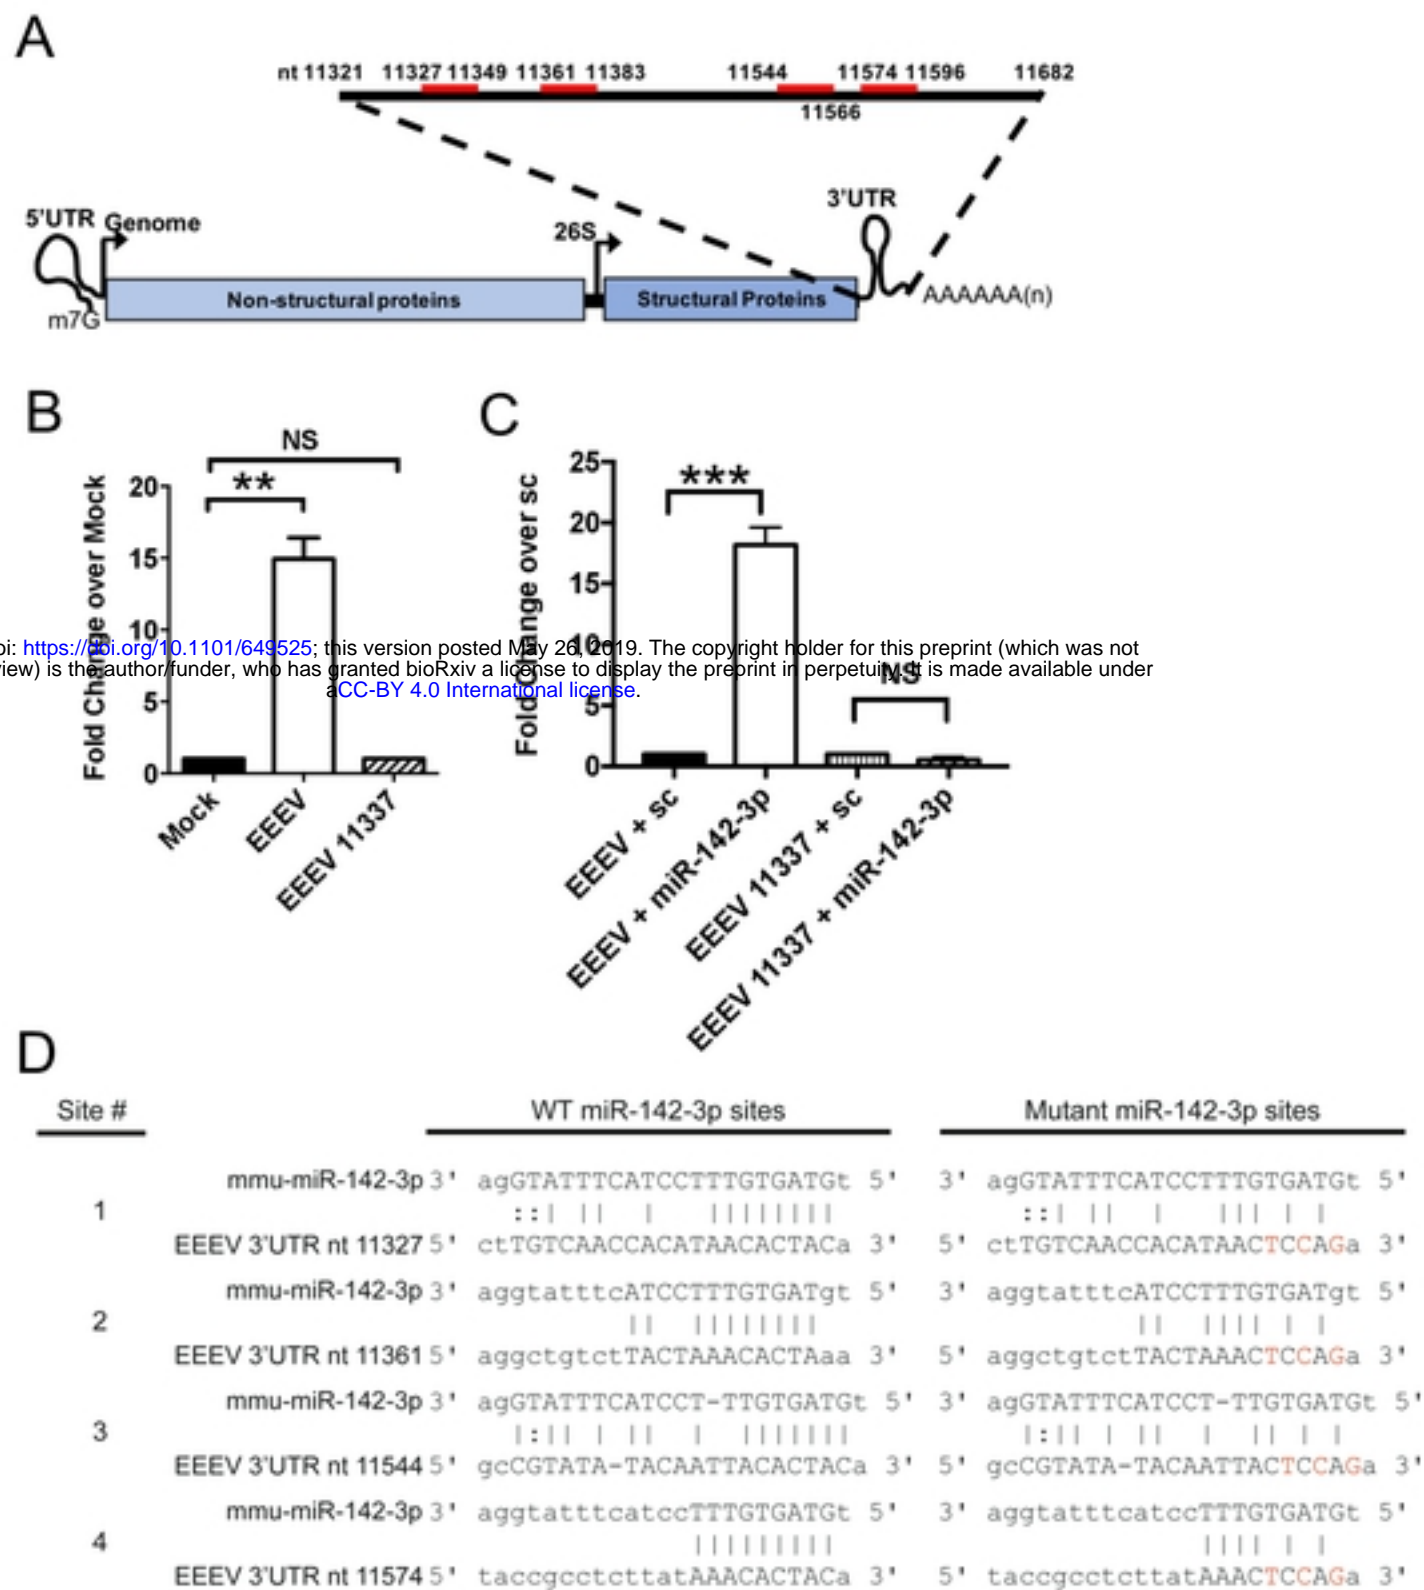 A
nt 11321 11327 11349 11361 11383 11544 11574 11596 11682
11566
3'UTR
5'UTR Genome
26S
Non-structural proteins
Structural Proteins
AAAAAA(n)
m7G
B
NS
**
Fold Change over Mock
20
15
10
5
0
Mock
EEEV
EEEV 11337
C
***
NS
Fold Change over sc
25
20
15
10
5
0
EEEV + sc
EEEV + miR-142-3p
EEEV 11337 + sc
EEEV 11337 + miR-142-3p
oi: https://doi.org/10.1101/649525; this version posted May 26, 2019. The copyright holder for this preprint (which was not
view) is the author/funder, who has granted bioRxiv a license to display the preprint in perpetuity. It is made available under
aCC-BY 4.0 International license.
D
Site # WT miR-142-3p sites Mutant miR-142-3p sites
mmu-miR-142-3p 3' agGTATTTCATCCTTTGTGATGt 5' 3' agGTATTTCATCCTTTGTGATGt 5'
1
EEEV 3'UTR nt 11327 5' ctTGTCAACCACATAACACTACa 3' 5' ctTGTCAACCACATAACTCCAGa 3'
mmu-miR-142-3p 3' aggtatttcATCCTTTGTGATgt 5' 3' aggtatttcATCCTTTGTGATgt 5'
2
EEEV 3'UTR nt 11361 5' aggctgtctTACTAAACACTAaa 3' 5' aggctgtctTACTAAACTCCAGa 3'
mmu-miR-142-3p 3' agGTATTTCATCCT-TTGTGATGt 5' 3' agGTATTTCATCCT-TTGTGATGt 5'
3
EEEV 3'UTR nt 11544 5' gcCGTATA-TACAATTACACTACa 3' 5' gcCGTATA-TACAATTACTCCAGa 3'
mmu-miR-142-3p 3' aggtatttcatccTTTGTGATGt 5' 3' aggtatttcatccTTTGTGATGt 5'
4
EEEV 3'UTR nt 11574 5' taccgcctcttatAAACACTACa 3' 5' taccgcctcttatAAACTCCAGa 3'